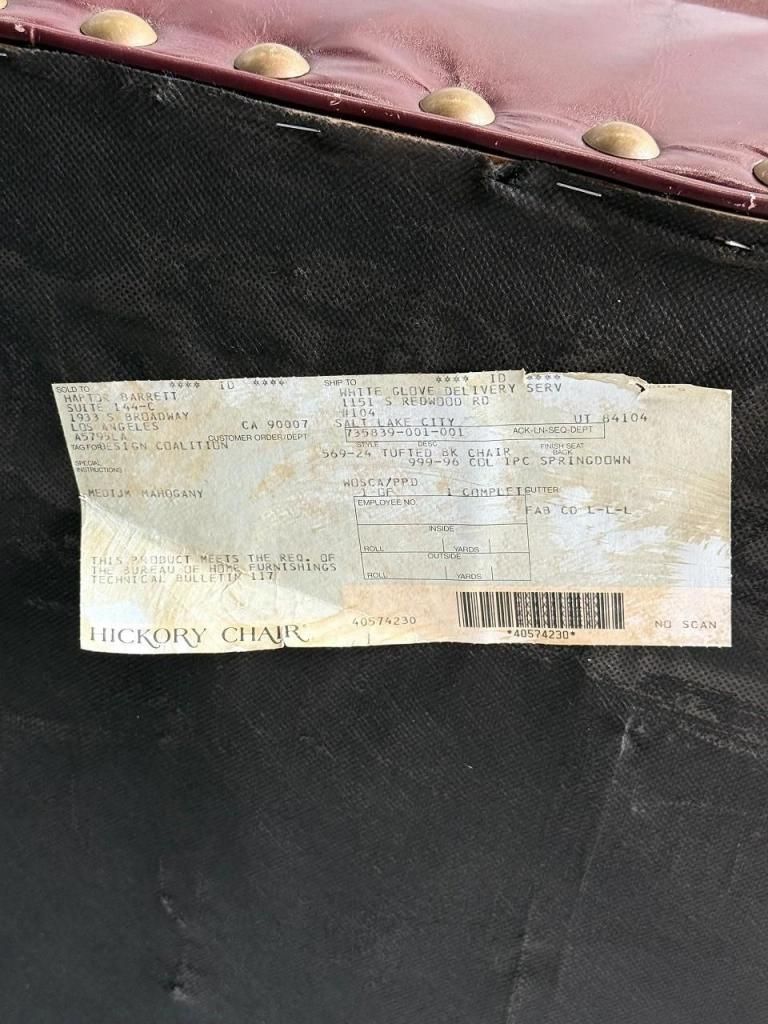 SOLD TO **** ID ****
HAPTOR BARRETT
SUITE 144-C
1933 S BROADWAY
LOS ANGELES CA 90007
A5795LA CUSTOMER ORDER/DEPT
TAG FOR DESIGN COALITION
SPECIAL
INSTRUCTIONS
MEDIUM MAHOGANY
THIS PRODUCT MEETS THE REQ. OF
THE BUREAU OF HOME FURNISHINGS
TECHNICAL BULLETIN 117
HICKORY CHAIR
SHIP TO **** ID ****
WHITE GLOVE DELIVERY SERV
1151 S REDWOOD RD
#104
SALT LAKE CITY UT 84104
735839-001-001 ACK-LN-SEQ-DEPT
STYLE DESC FINISH SEAT
BACK
569-24 TUFTED BK CHAIR
999-96 COL 1PC SPRINGDOWN
WOSCA/PPD
1 OF 1 COMPLETE GUTTER
EMPLOYEE NO. FAB CO L-L-L
INSIDE
ROLL YARDS
OUTSIDE
ROLL YARDS
40574230
*40574230*
NO SCAN